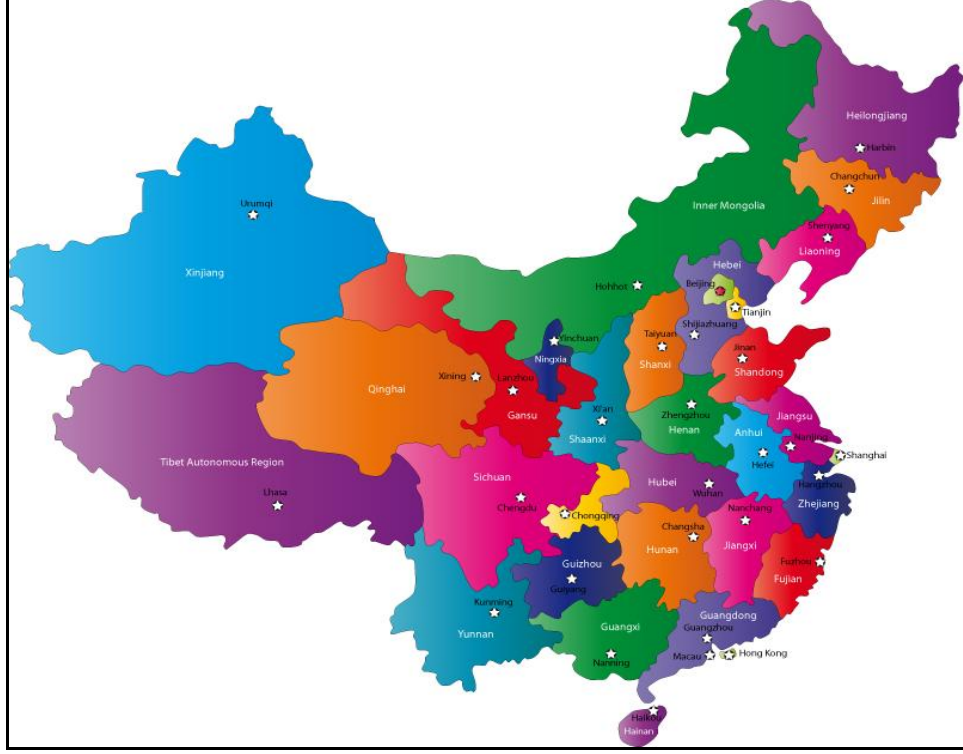 Heilongjiang
Harbin
Changchun
Jilin
Urumqi
Inner Mongolia
Shenyang
Liaoning
Xinjiang
Hebei
Hohhot
Beijing
Tianjin
Shijiazhuang
Yinchuan
Taiyuan
Jinan
Ningxia
Shanxi
Shandong
Xining
Lanzhou
Qinghai
Gansu
Xi'an
Zhengzhou
Jiangsu
Shaanxi
Henan
Anhui
Nanjing
Shanghai
Tibet Autonomous Region
Hefei
Sichuan
Hubei
Hangzhou
Lhasa
Chengdu
Wuhan
Zhejiang
Chongqing
Nanchang
Changsha
Jiangxi
Hunan
Guizhou
Fuzhou
Guiyang
Fujian
Kunming
Guangdong
Yunnan
Guangxi
Guangzhou
Nanning
Macau
Hong Kong
Haikou
Hainan